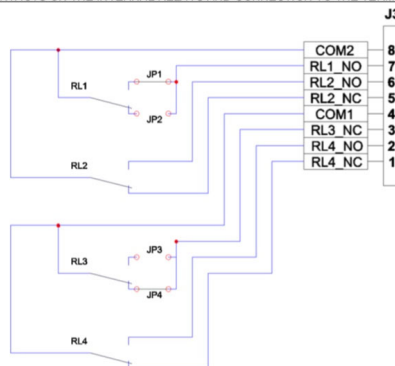 J3
COM2 8
RL1_NO 7
RL2_NO 6
RL2_NC 5
COM1 4
RL3_NC 3
RL4_NO 2
RL4_NC 1
RL1
JP1
JP2
RL2
RL3
JP3
JP4
RL4